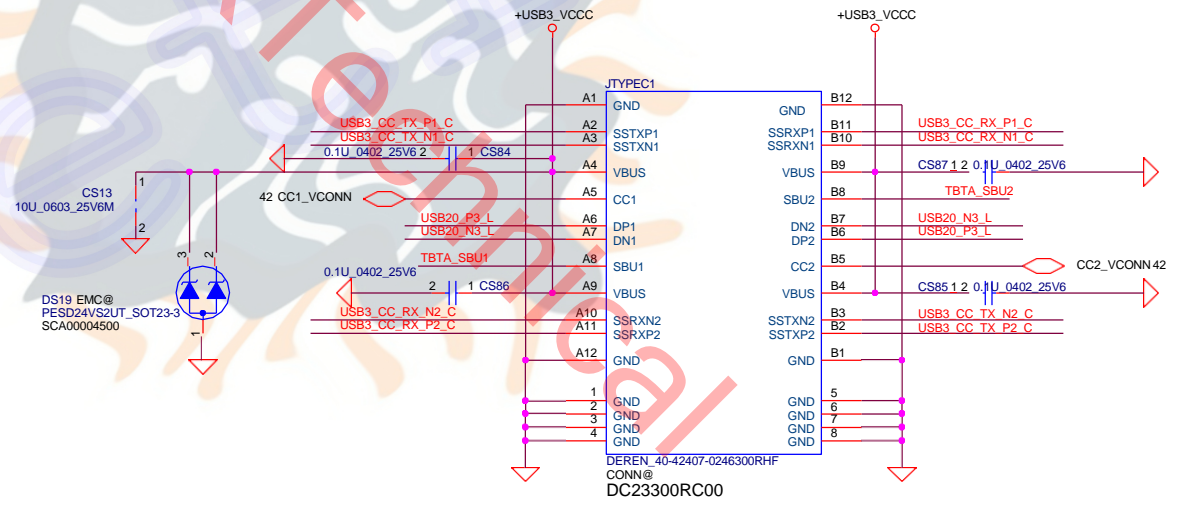 +USB3_VCCC +USB3_VCCC
JTYPEC1
A1 GND GND B12
USB3_CC_TX_P1_C A2 SSTXP1 SSRXP1 B11 USB3_CC_RX_P1_C
USB3_CC_TX_N1_C A3 SSTXN1 SSRXN1 B10 USB3_CC_RX_N1_C
0.1U_0402_25V6 2 1 CS84
A4 VBUS VBUS B9 CS87 1 2 0.1U_0402_25V6
CS13 1
10U_0603_25V6M
2
42 CC1_VCONN A5 CC1 SBU2 B8 TBTA_SBU2
USB20_P3_L A6 DP1 DN2 B7 USB20_N3_L
USB20_N3_L A7 DN1 DP2 B6 USB20_P3_L
3 2
TBTA_SBU1 A8 SBU1 CC2 B5 CC2_VCONN 42
0.1U_0402_25V6
2 1 CS86 A9 VBUS VBUS B4 CS85 1 2 0.1U_0402_25V6
DS19 EMC@
PESD24VS2UT_SOT23-3
SCA00004500
1
USB3_CC_RX_N2_C A10 SSRXN2 SSTXN2 B3 USB3_CC_TX_N2_C
USB3_CC_RX_P2_C A11 SSRXP2 SSTXP2 B2 USB3_CC_TX_P2_C
A12 GND GND B1
1 GND GND 5
2 GND GND 6
3 GND GND 7
4 GND GND 8
DEREN_40-42407-0246300RHF
CONN@
DC23300RC00
Technical